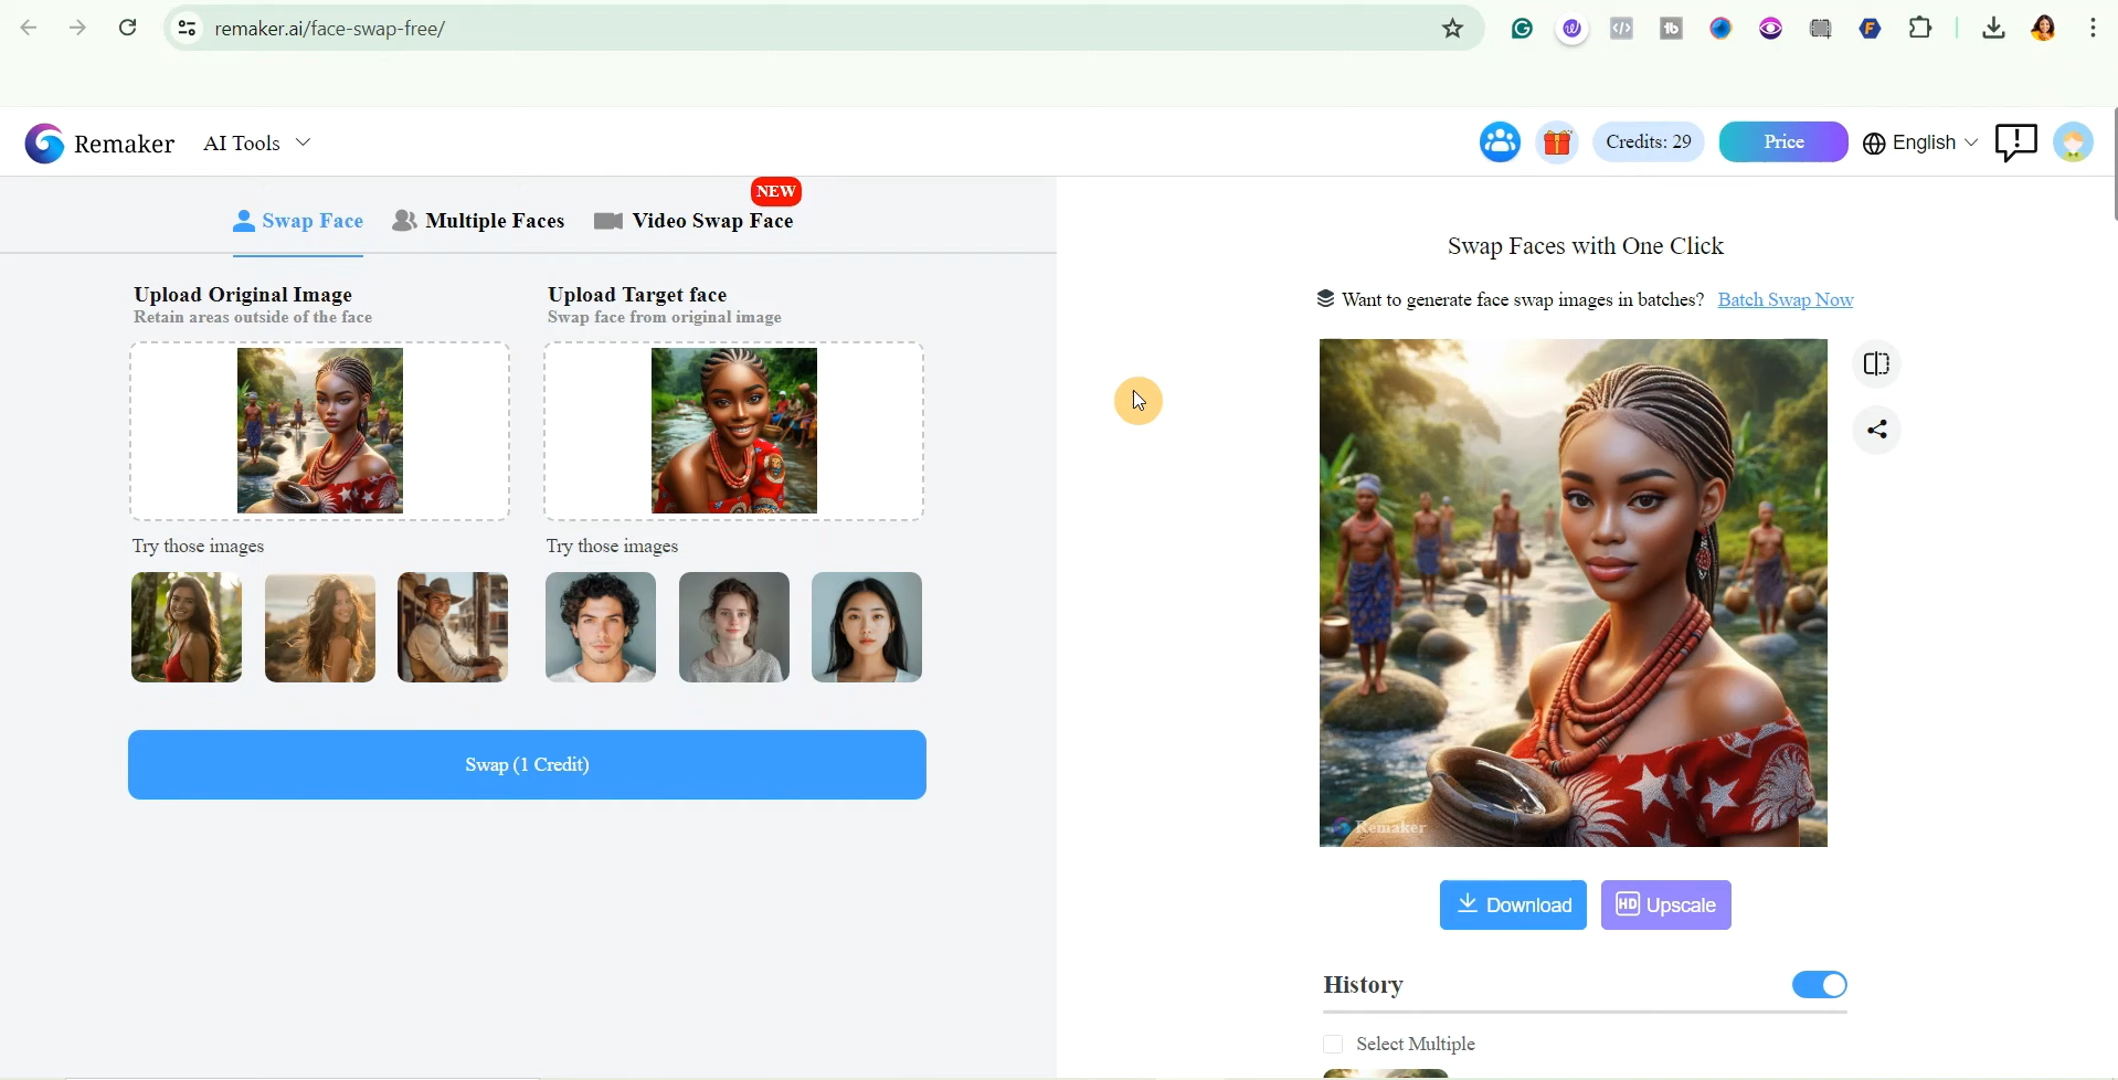 remaker.ai/face-swap-free/
Remaker
AI Tools
Credits: 29
Price
English
NEW
Swap Face
Multiple Faces
Video Swap Face
Upload Original Image
Retain areas outside of the face
Upload Target face
Swap face from original image
Try those images
Try those images
Swap (1 Credit)
Swap Faces with One Click
Want to generate face swap images in batches? Batch Swap Now
Remaker
Download
HD Upscale
History
Select Multiple